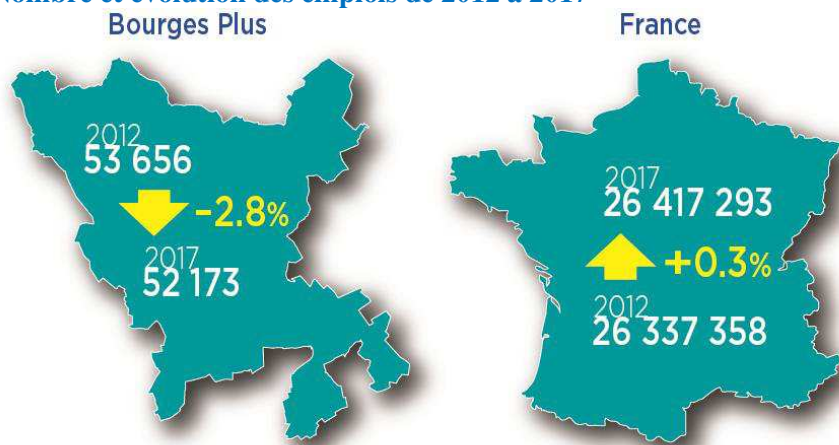 Nombre et évolution des emplois de 2012 à 2017
Bourges Plus
2012
53 656
-2.8%
2017
52 173
France
2017
26 417 293
+0.3%
2012
26 337 358